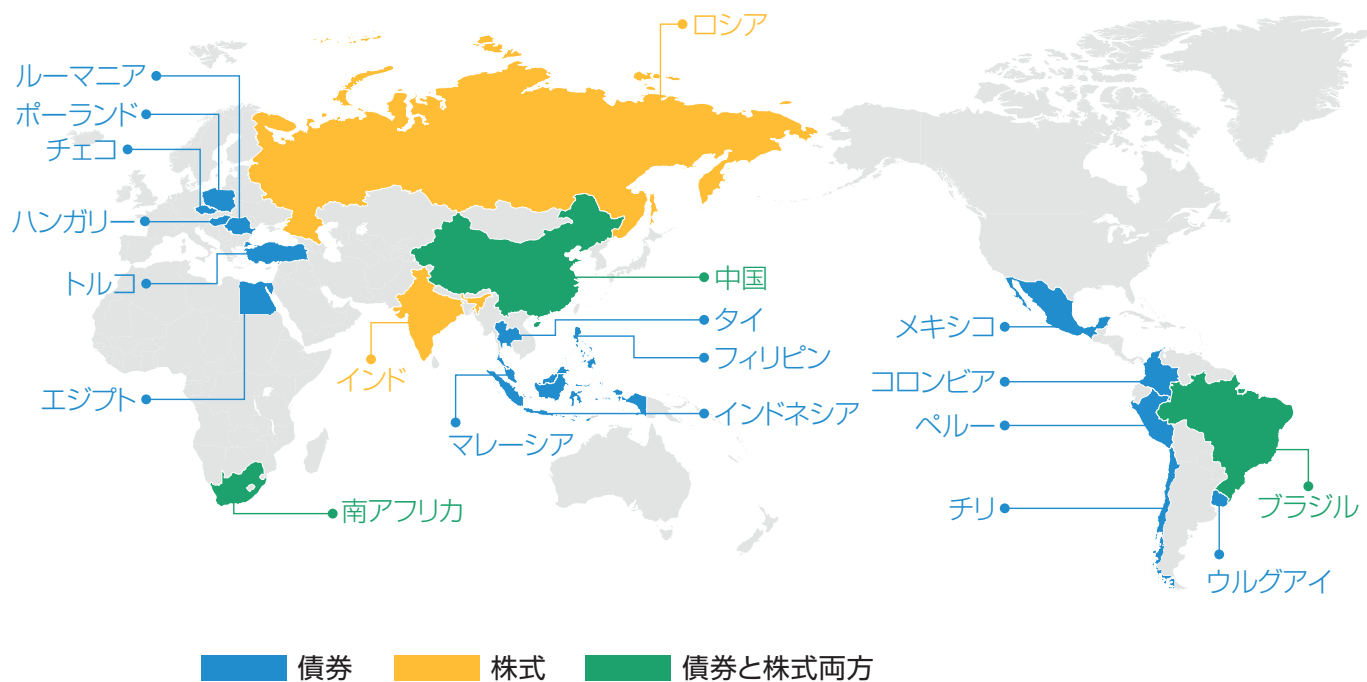 ロシア
ルーマニア
ポーランド
チェコ
ハンガリー
トルコ
エジプト
南アフリカ
インド
中国
タイ
フィリピン
インドネシア
マレーシア
メキシコ
コロンビア
ペルー
チリ
ブラジル
ウルグアイ
債券
株式
債券と株式両方